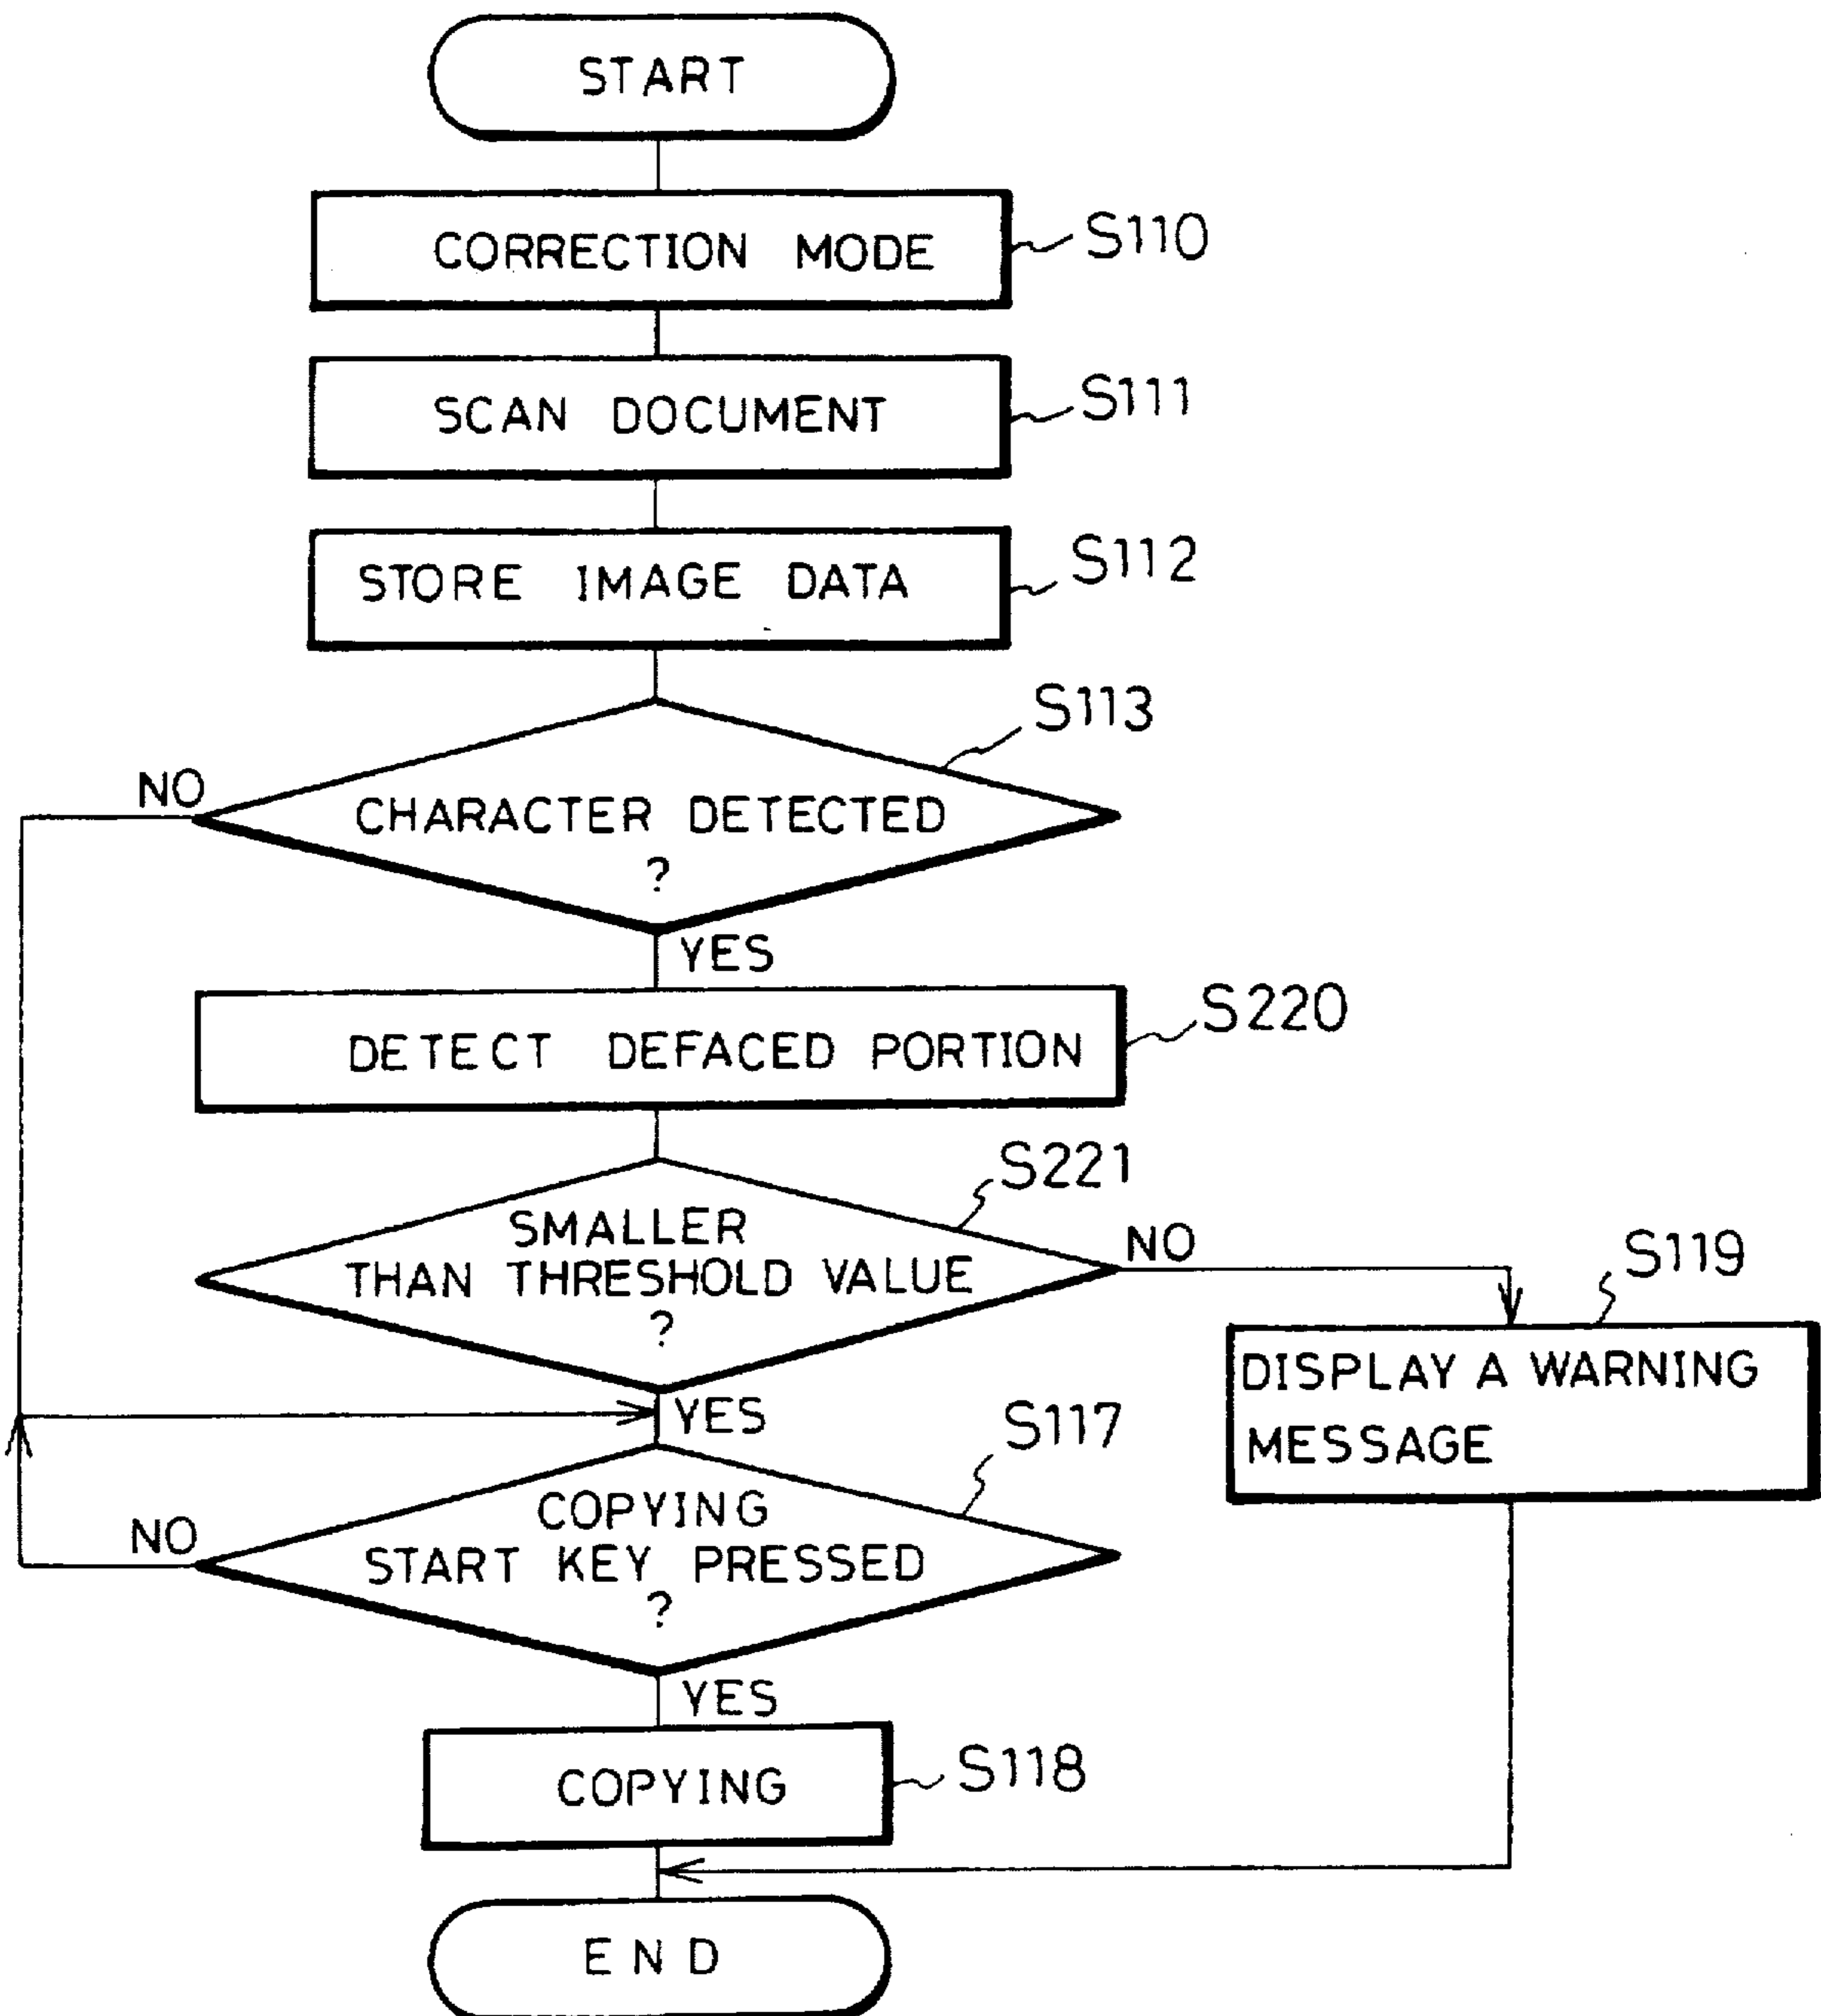 START
CORRECTION MODE
S110
SCAN DOCUMENT
S111
STORE IMAGE DATA
S112
S113
NO
CHARACTER DETECTED
?
YES
DETECT DEFACED PORTION
S220
S221
SMALLER
THAN THRESHOLD VALUE
?
NO
S119
DISPLAY A WARNING
MESSAGE
YES
S117
COPYING
START KEY PRESSED
?
NO
YES
COPYING
S118
END